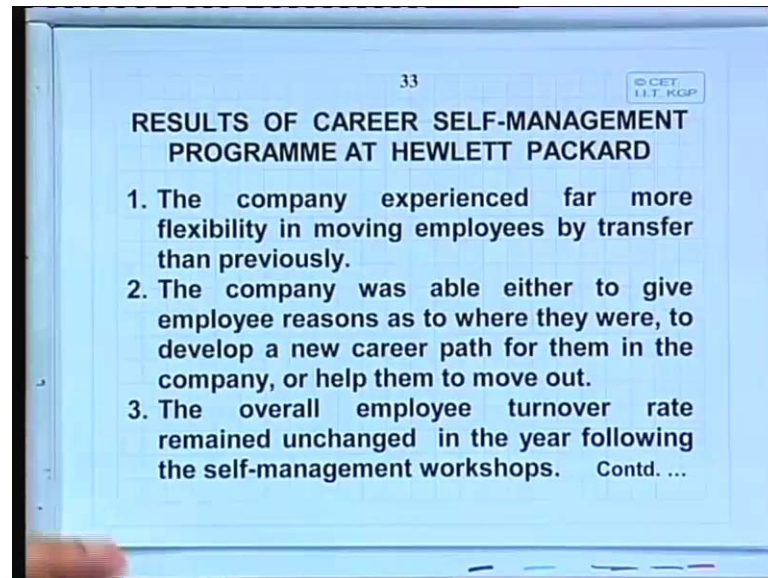 33
© CET
I.I.T. KGP
RESULTS OF CAREER SELF-MANAGEMENT
PROGRAMME AT HEWLETT PACKARD
1. The company experienced far more
flexibility in moving employees by transfer
than previously.
2. The company was able either to give
employee reasons as to where they were, to
develop a new career path for them in the
company, or help them to move out.
3. The overall employee turnover rate
remained unchanged in the year following
the self-management workshops. Contd. ...